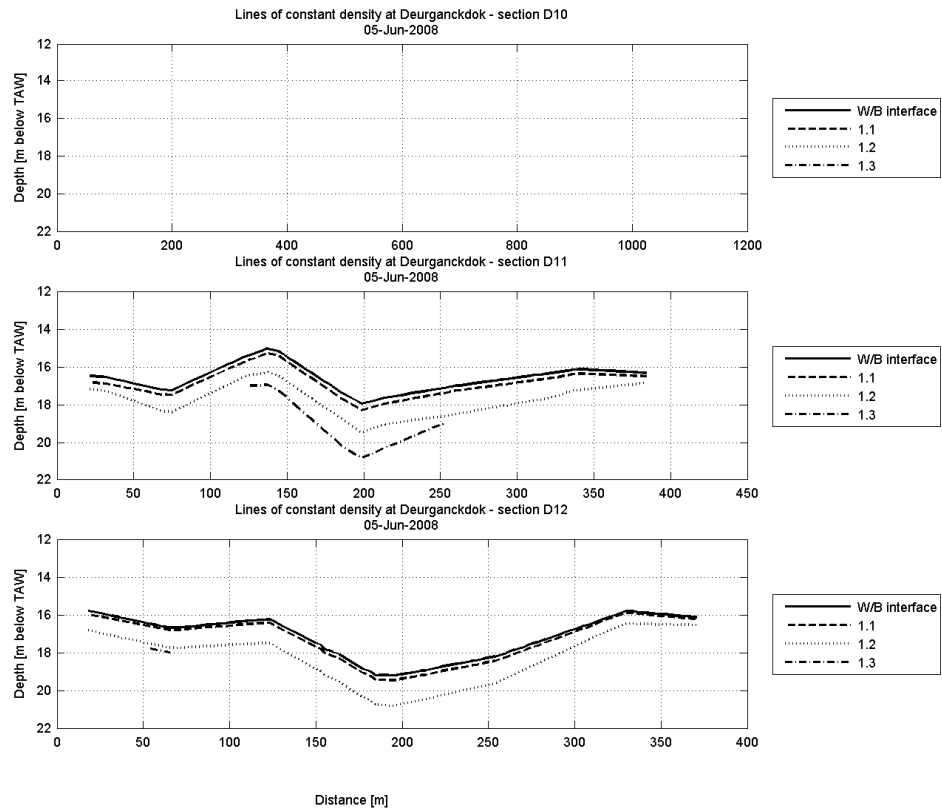 Lines of constant density at Deurganckdok - section D10
05-Jun-2008
12
14
16
18
20
22
Depth [m below TAW]
0 200 400 600 800 1000 1200
W/B interface
1.1
1.2
1.3
Lines of constant density at Deurganckdok - section D11
05-Jun-2008
12
14
16
18
20
22
Depth [m below TAW]
0 50 100 150 200 250 300 350 400 450
W/B interface
1.1
1.2
1.3
Lines of constant density at Deurganckdok - section D12
05-Jun-2008
12
14
16
18
20
22
Depth [m below TAW]
0 50 100 150 200 250 300 350 400
W/B interface
1.1
1.2
1.3
Distance [m]